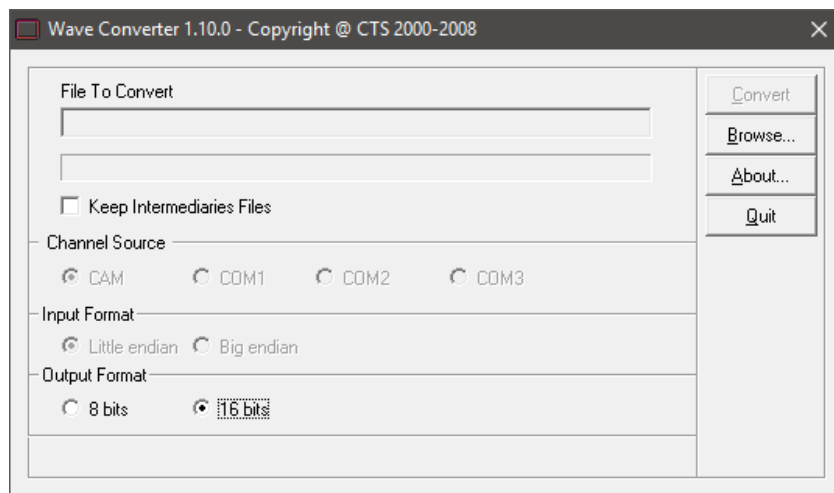 Wave Converter 1.10.0 - Copyright @ CTS 2000-2008
File To Convert
Keep Intermediaries Files
Channel Source
CAM COM1 COM2 COM3
Input Format
Little endian Big endian
Output Format
8 bits 16 bits
Convert
Browse...
About...
Quit